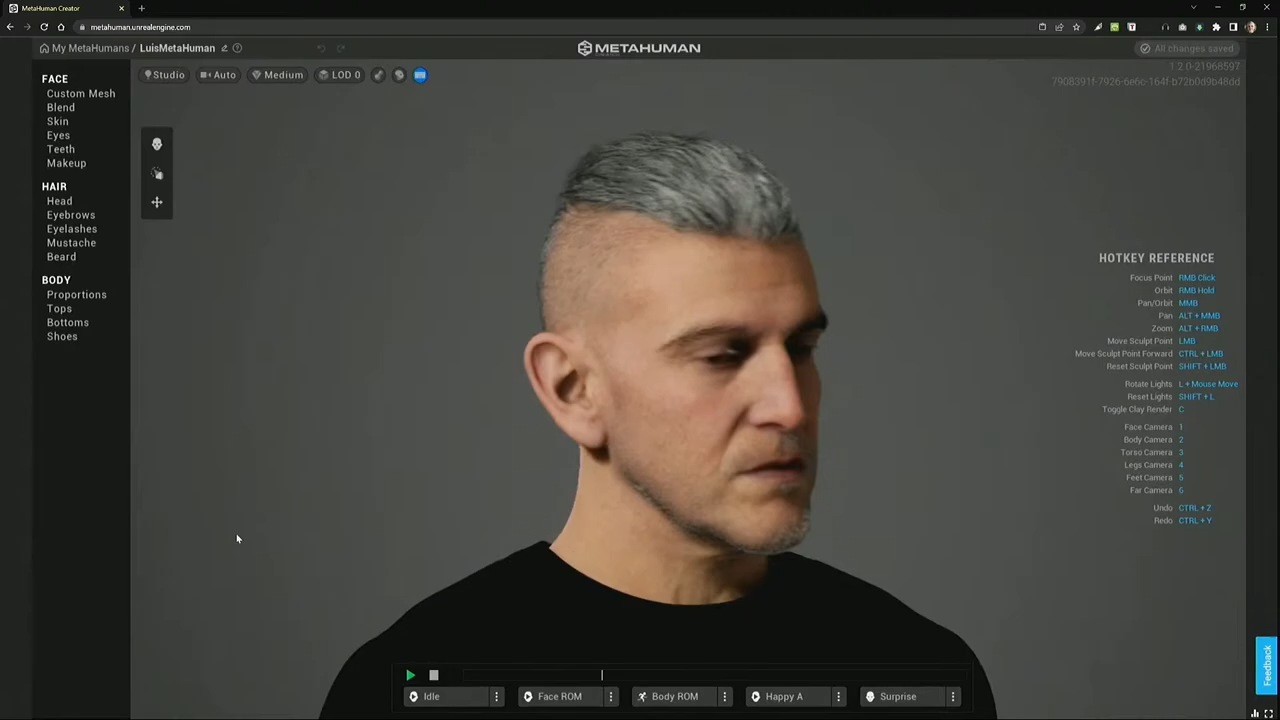 MetaHuman Creator
metahuman.unrealengine.com
My MetaHumans / LuisMetaHuman
METAHUMAN
All changes saved
1.2.0-21968597
Studio
Auto
Medium
LOD 0
FACE
Custom Mesh
Blend
Skin
Eyes
Teeth
Makeup
HAIR
Head
Eyebrows
Eyelashes
Mustache
Beard
BODY
Proportions
Tops
Bottoms
Shoes
HOTKEY REFERENCE
Focus Point RMB Click
Orbit RMB Hold
Pan/Orbit MMB
Pan ALT + MMB
Zoom ALT + RMB
Move Sculpt Point LMB
Move Sculpt Point Forward CTRL + LMB
Reset Sculpt Point SHIFT + LMB
Rotate Lights L + Mouse Move
Reset Lights SHIFT + L
Toggle Clay Render C
Face Camera 1
Body Camera 2
Torso Camera 3
Legs Camera 4
Feet Camera 5
Far Camera 6
Undo CTRL + Z
Redo CTRL + Y
Feedback
Idle
Face ROM
Body ROM
Happy A
Surprise